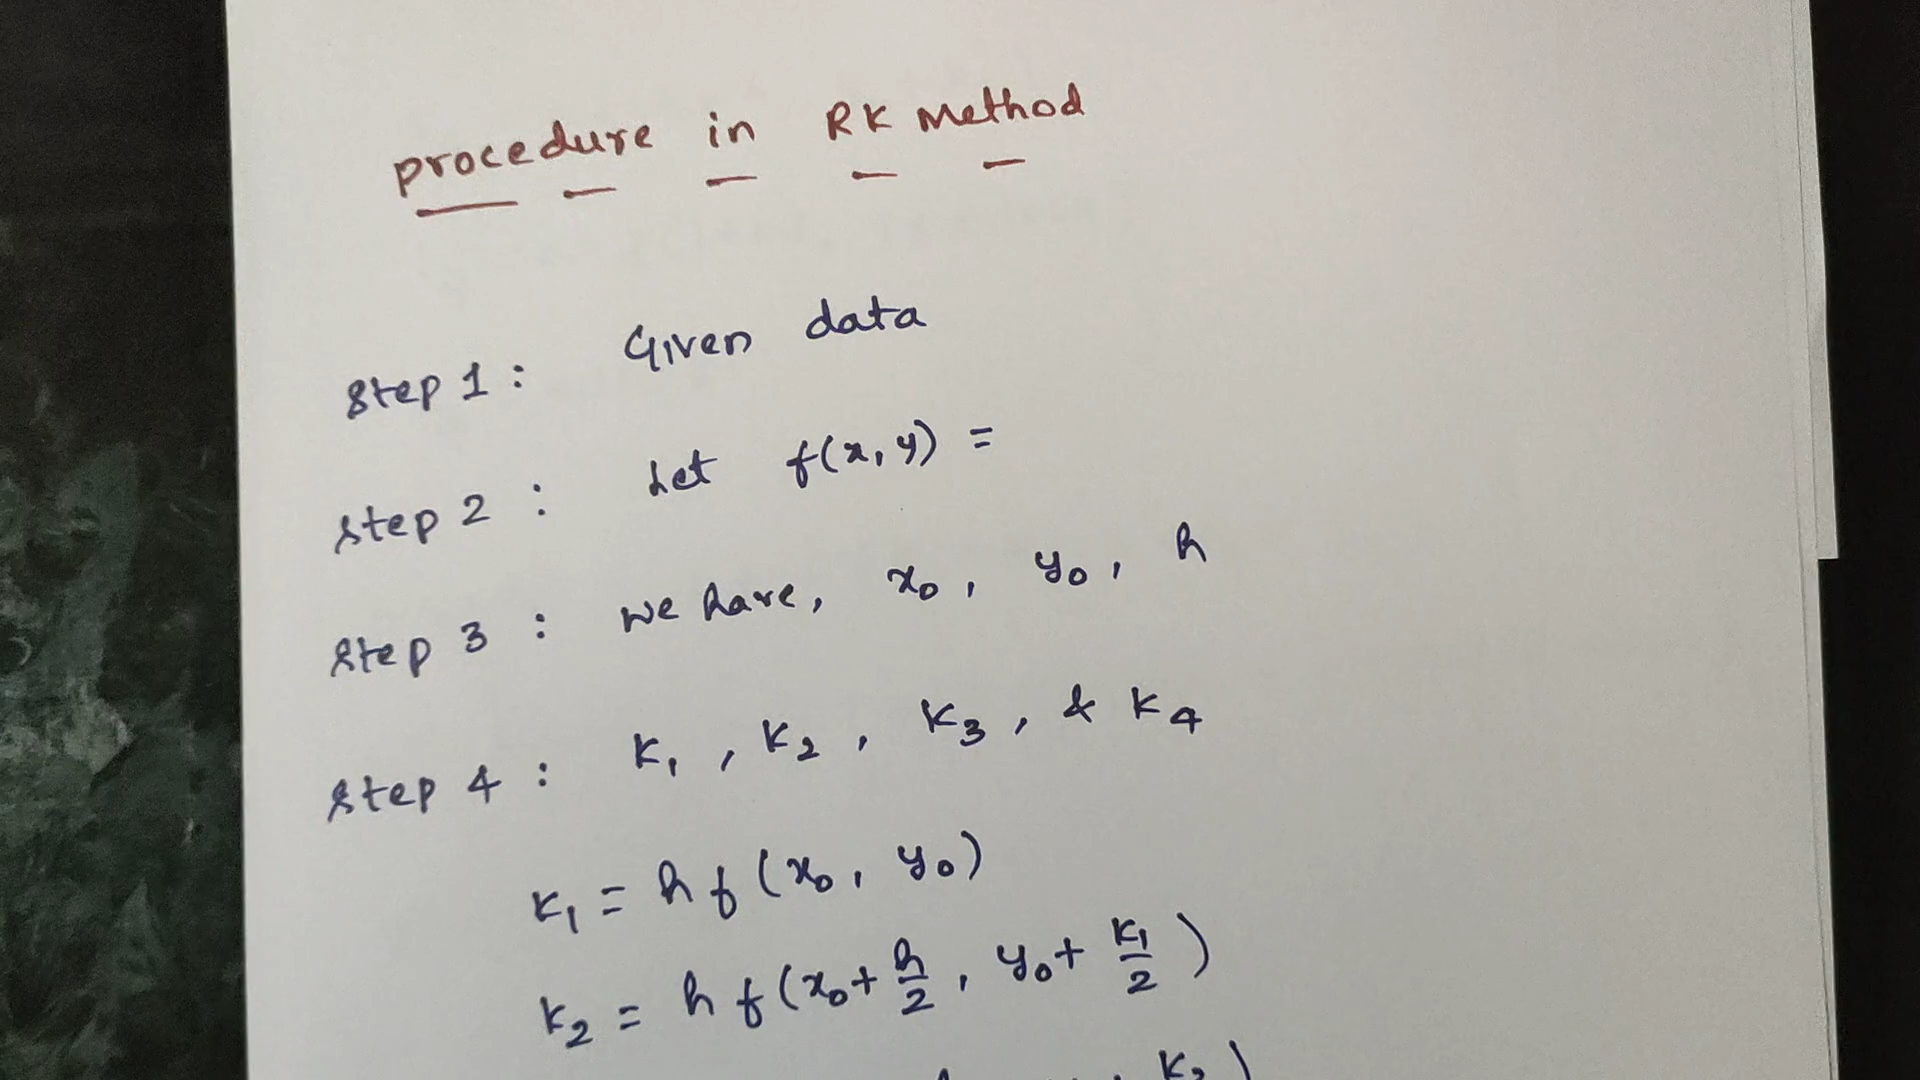 procedure in RK Method
Step 1 : Given data
Step 2 : Let f(x, y) =
Step 3 : we have, x₀, y₀, h
Step 4 : K₁, K₂, K₃, & K₄
K₁ = h f(x₀, y₀)
K₂ = h f(x₀ + h/2, y₀ + K₁/2)